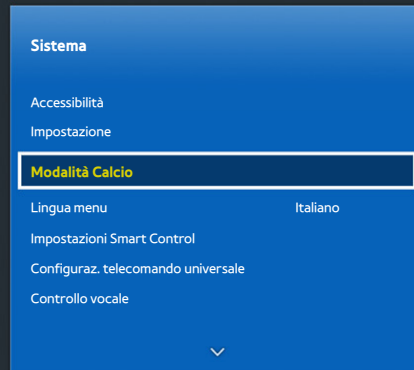 Sistema
Accessibilità
Impostazione
Modalità Calcio
Lingua menu Italiano
Impostazioni Smart Control
Configuraz. telecomando universale
Controllo vocale